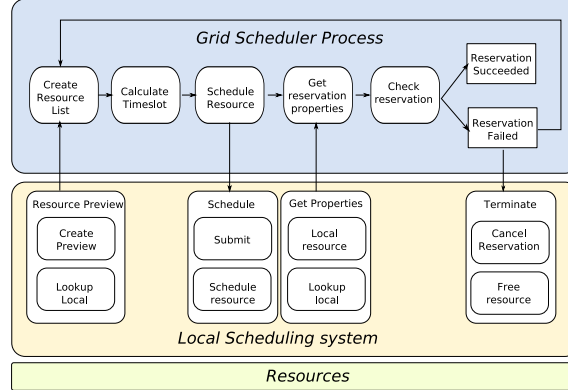 Grid Scheduler Process
Create
Resource
List
Calculate
Timeslot
Schedule
Resource
Get
reservation
properties
Check
reservation
Reservation
Succeeded
Reservation
Failed
Resource Preview
Create
Preview
Lookup
Local
Schedule
Submit
Schedule
resource
Get Properties
Local
resource
Lookup
local
Terminate
Cancel
Reservation
Free
resource
Local Scheduling system
Resources